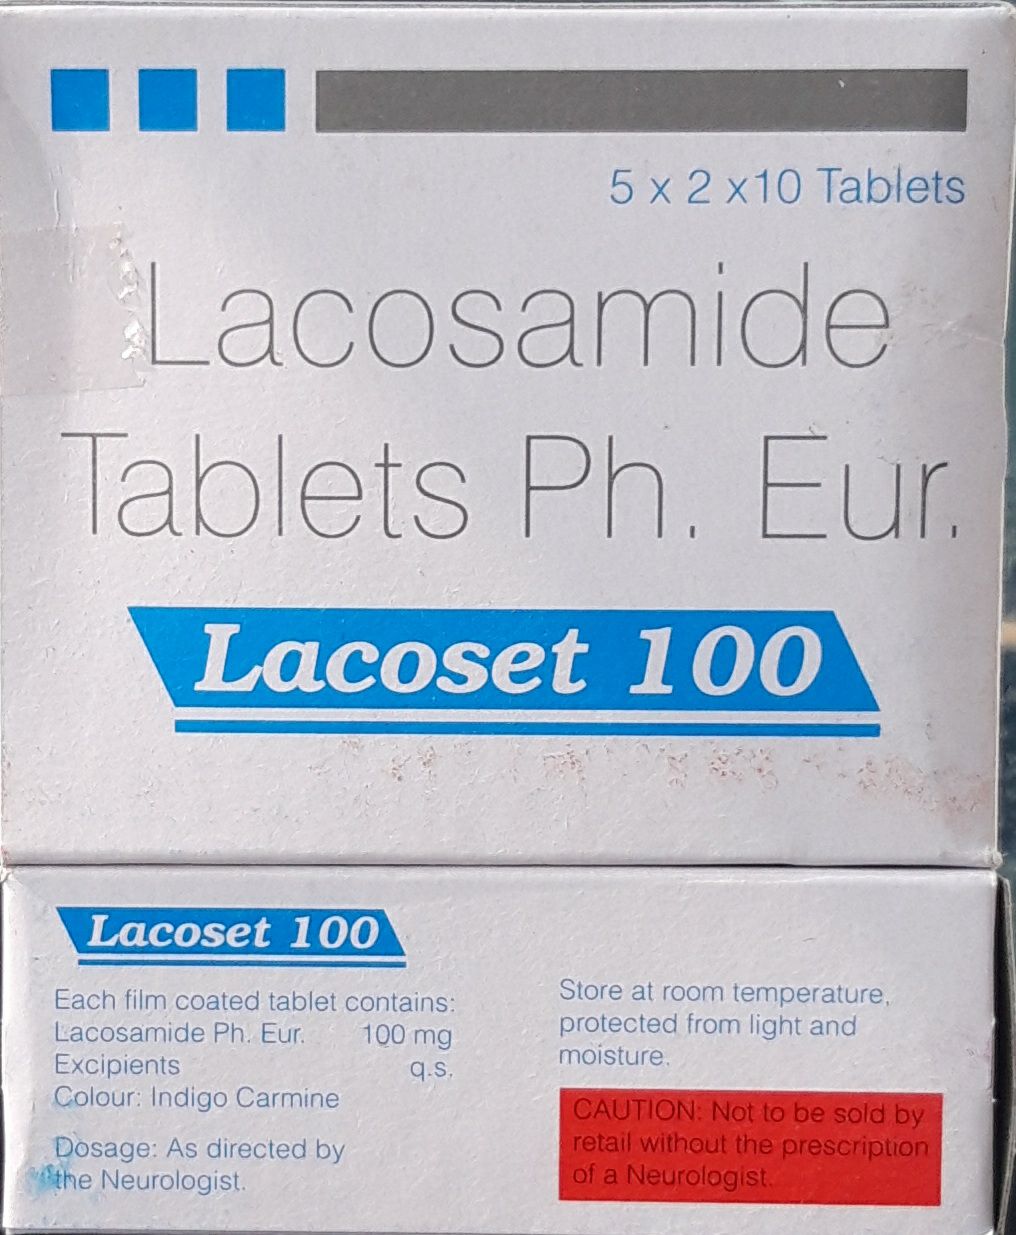 5 x 2 x10 Tablets
Lacosamide
Tablets Ph. Eur.
Lacoset 100
Lacoset 100
Each film coated tablet contains:
Lacosamide Ph. Eur. 100 mg
Excipients q.s.
Colour: Indigo Carmine
Dosage: As directed by
the Neurologist.
Store at room temperature,
protected from light and
moisture.
CAUTION: Not to be sold by
retail without the prescription
of a Neurologist.